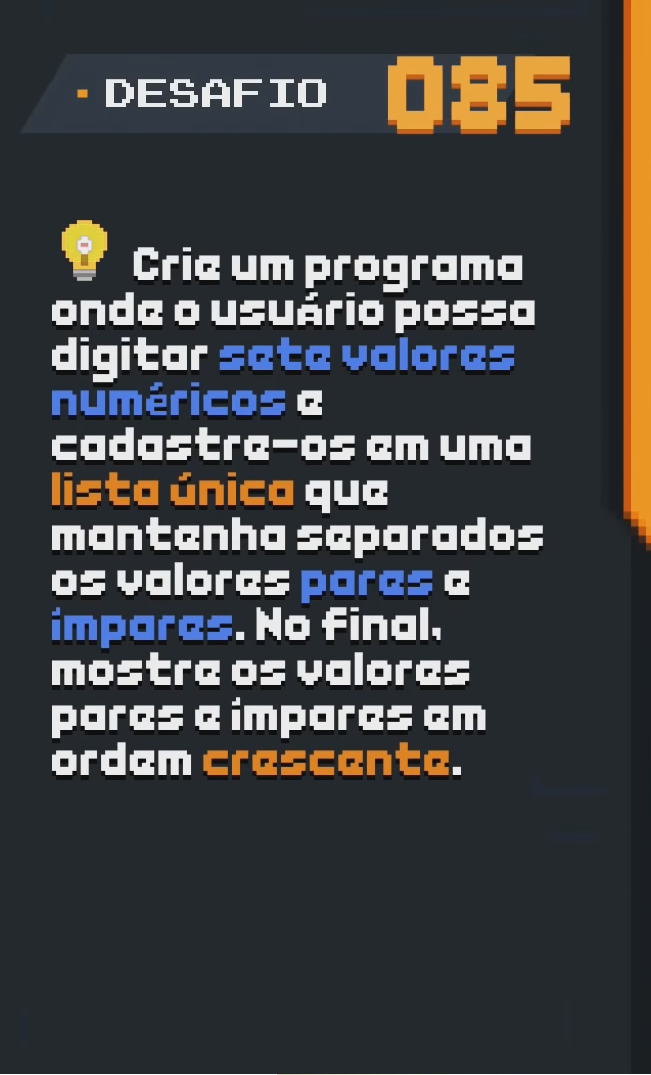 DESAFIO 085
Crie um programa
onde o usuário possa
digitar sete valores
numéricos e
cadastre-os em uma
lista única que
mantenha separados
os valores pares e
ímpares. No final,
mostre os valores
pares e ímpares em
ordem crescente.